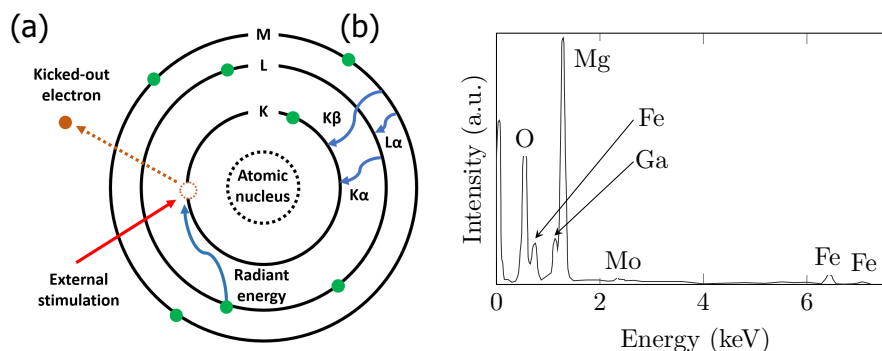 (a)
M
L
K
Kicked-out
electron
Kβ
Lα
Kα
Atomic
nucleus
External
stimulation
Radiant
energy
(b)
Intensity (a.u.)
Mg
O
Fe
Ga
Mo
Fe
Fe
0 2 4 6
Energy (keV)